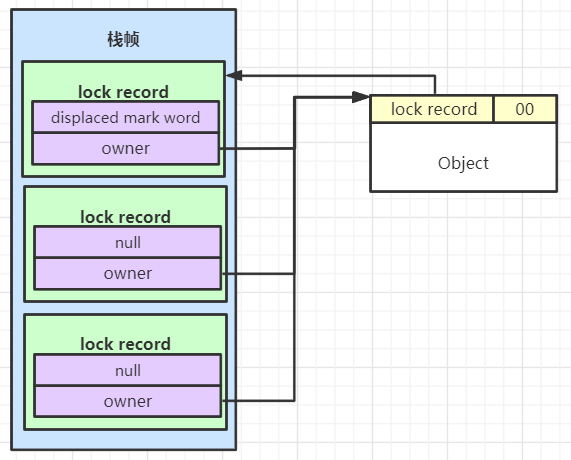 栈帧
lock record
displaced mark word
owner
lock record
null
owner
lock record
null
owner
lock record 00
Object